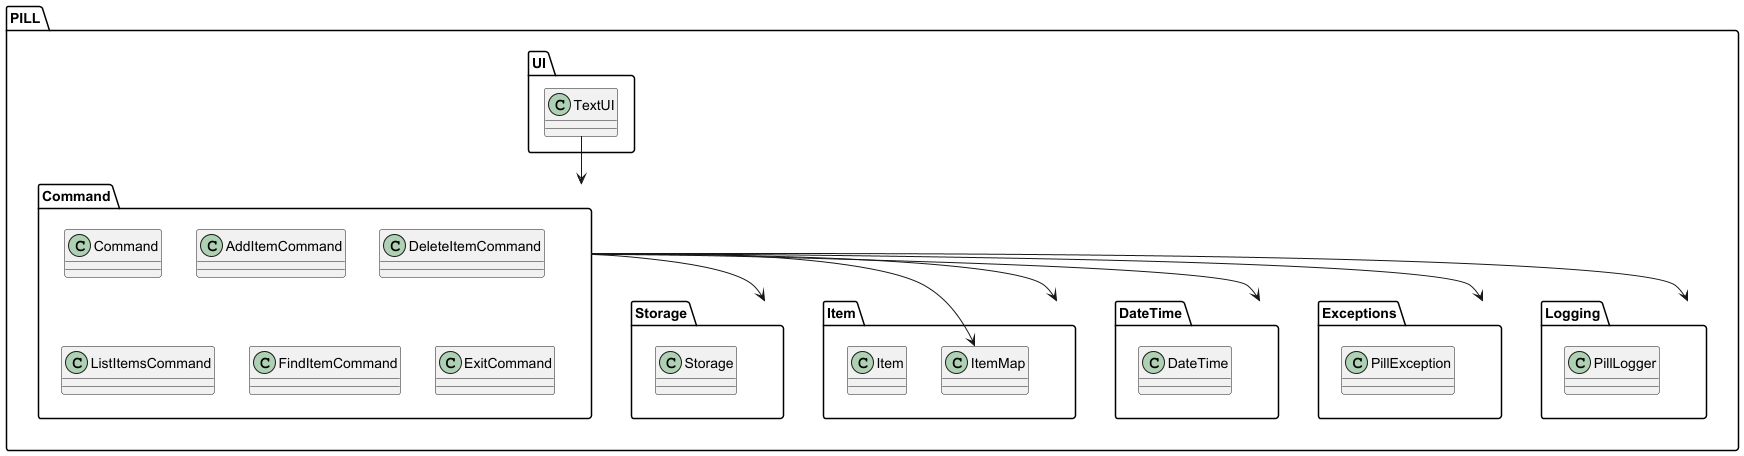 PILL
UI
C TextUI
Command
C Command
C AddItemCommand
C DeleteItemCommand
C ListItemsCommand
C FindItemCommand
C ExitCommand
Storage
C Storage
Item
C Item
C ItemMap
DateTime
C DateTime
Exceptions
C PillException
Logging
C PillLogger